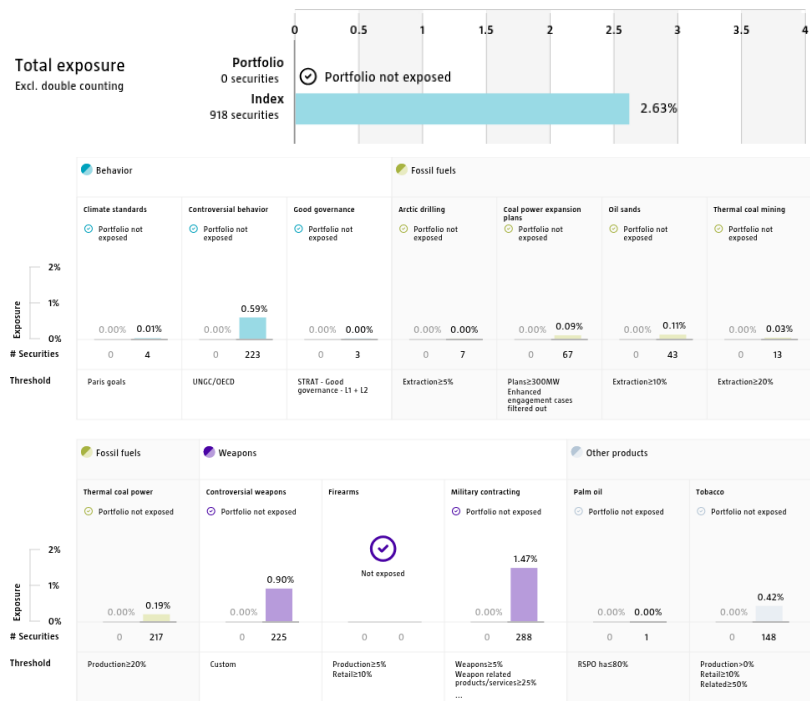 0 0.5 1 1.5 2 2.5 3 3.5 4
Total exposure
Excl. double counting
Portfolio
0 securities
Portfolio not exposed
Index
918 securities
2.63%
Behavior
Fossil fuels
Climate standards
Controversial behavior
Good governance
Arctic drilling
Coal power expansion
plans
Oil sands
Thermal coal mining
Portfolio not
exposed
Portfolio not
exposed
Portfolio not
exposed
Portfolio not
exposed
Portfolio not
exposed
Portfolio not
exposed
Portfolio not
exposed
Exposure
2%
1%
0%
0.00% 0.01%
0.00% 0.59%
0.00% 0.00%
0.00% 0.00%
0.00% 0.09%
0.00% 0.11%
0.00% 0.03%
# Securities
0 4
0 223
0 3
0 7
0 67
0 43
0 13
Threshold
Paris goals
UNGC/OECD
STRAT - Good
governance - L1 + L2
Extraction≥5%
Plans≥300MW
Enhanced
engagement cases
filtered out
Extraction≥10%
Extraction≥20%
Fossil fuels
Weapons
Other products
Thermal coal power
Controversial weapons
Firearms
Military contracting
Palm oil
Tobacco
Portfolio not exposed
Portfolio not exposed
Not exposed
Portfolio not exposed
Portfolio not exposed
Portfolio not exposed
Exposure
2%
1%
0%
0.00% 0.19%
0.00% 0.90%
0.00% 1.47%
0.00% 0.00%
0.00% 0.42%
# Securities
0 217
0 225
0 0
0 288
0 1
0 148
Threshold
Production≥20%
Custom
Production≥5%
Retail≥10%
Weapons≥5%
Weapon related
products/services≥25%
...
RSPO ha≤80%
Production>0%
Retail≥10%
Related≥50%